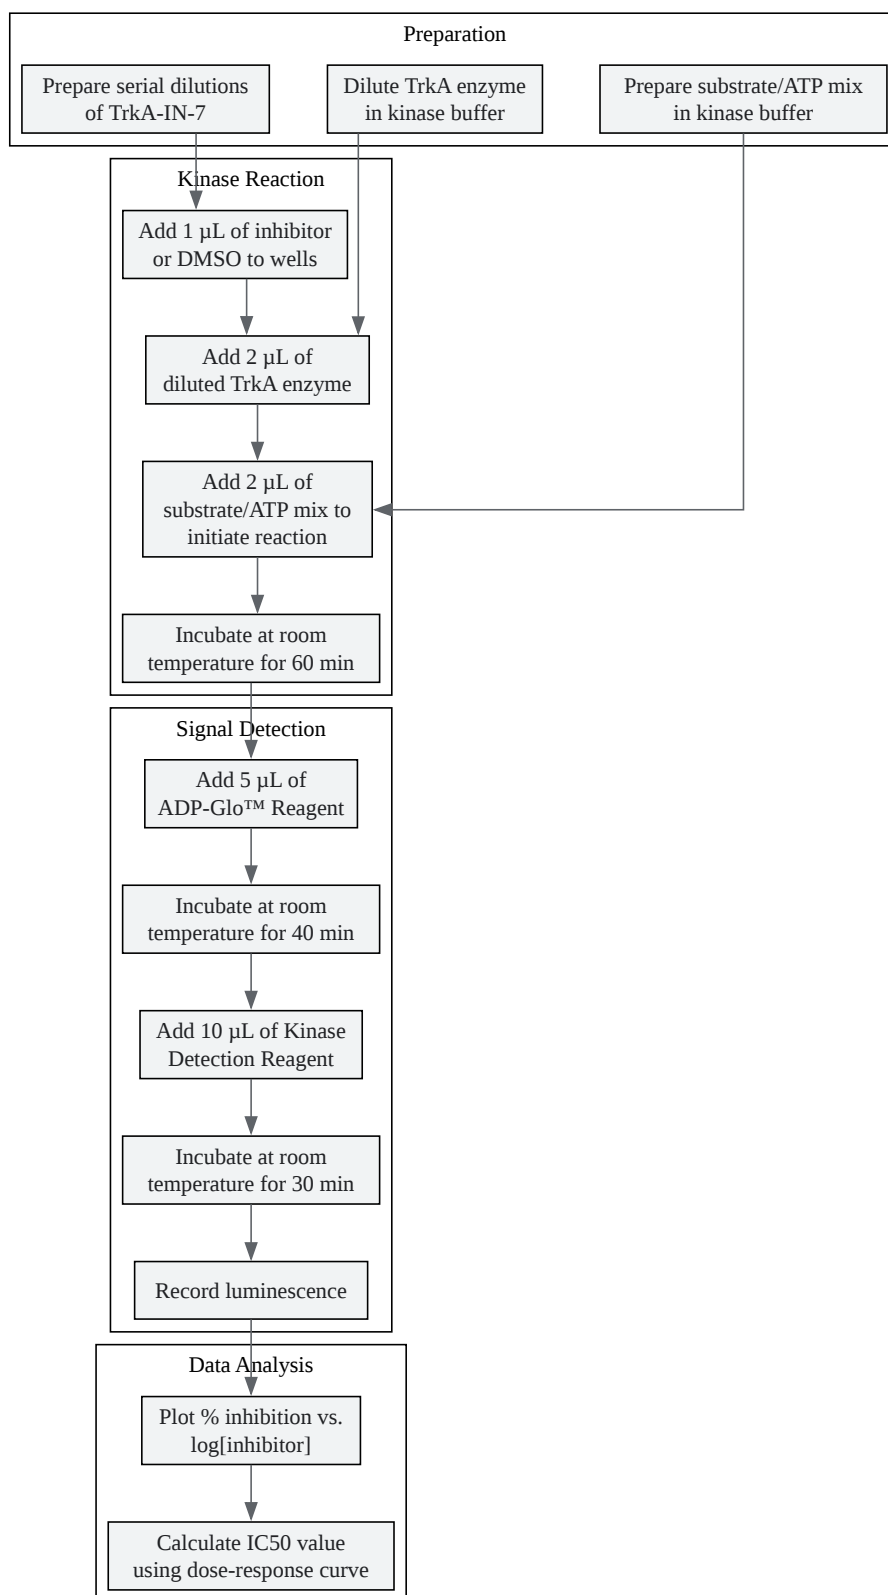 Preparation
Prepare serial dilutions
of TrkA-IN-7
Dilute TrkA enzyme
in kinase buffer
Prepare substrate/ATP mix
in kinase buffer
Kinase Reaction
Add 1 µL of inhibitor
or DMSO to wells
Add 2 µL of
diluted TrkA enzyme
Add 2 µL of
substrate/ATP mix to
initiate reaction
Incubate at room
temperature for 60 min
Signal Detection
Add 5 µL of
ADP-Glo™ Reagent
Incubate at room
temperature for 40 min
Add 10 µL of Kinase
Detection Reagent
Incubate at room
temperature for 30 min
Record luminescence
Data Analysis
Plot % inhibition vs.
log[inhibitor]
Calculate IC50 value
using dose-response curve